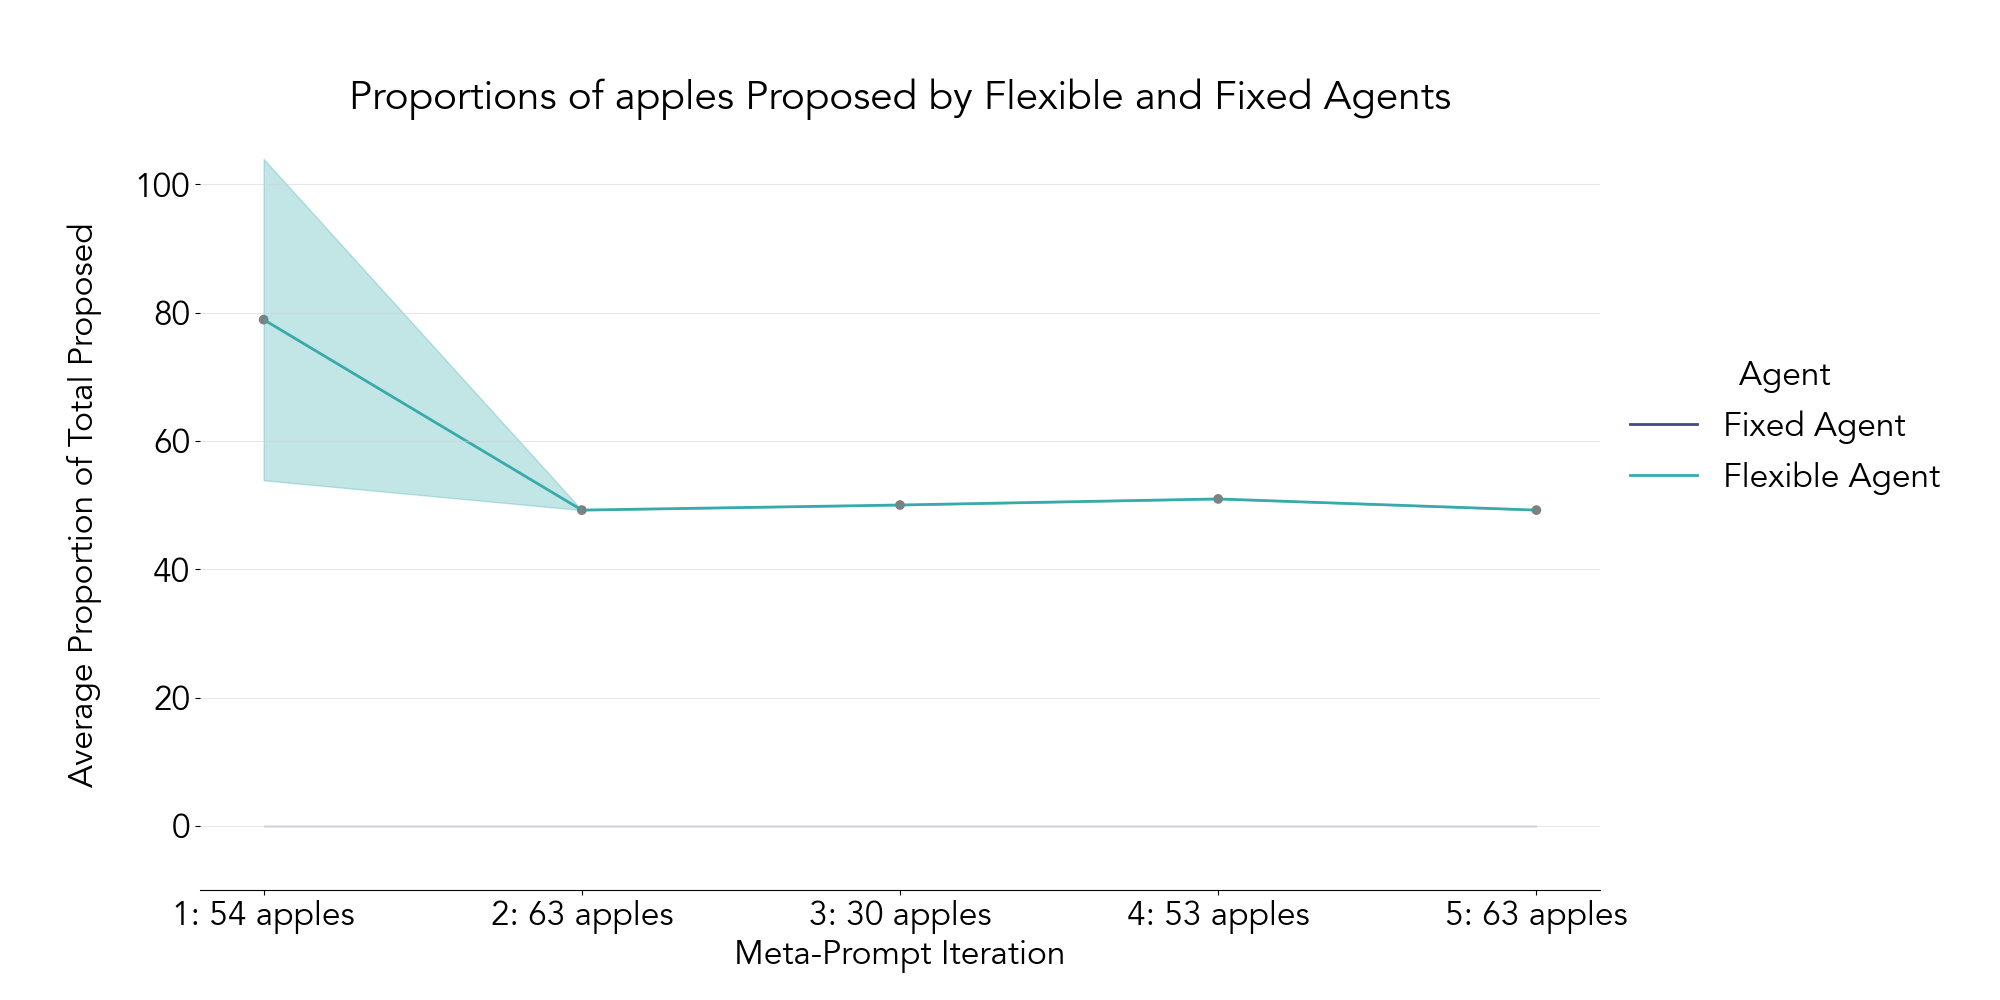 Proportions of apples Proposed by Flexible and Fixed Agents
Average Proportion of Total Proposed
100
80
60
40
20
0
1: 54 apples
2: 63 apples
3: 30 apples
4: 53 apples
5: 63 apples
Meta-Prompt Iteration
Agent
Fixed Agent
Flexible Agent